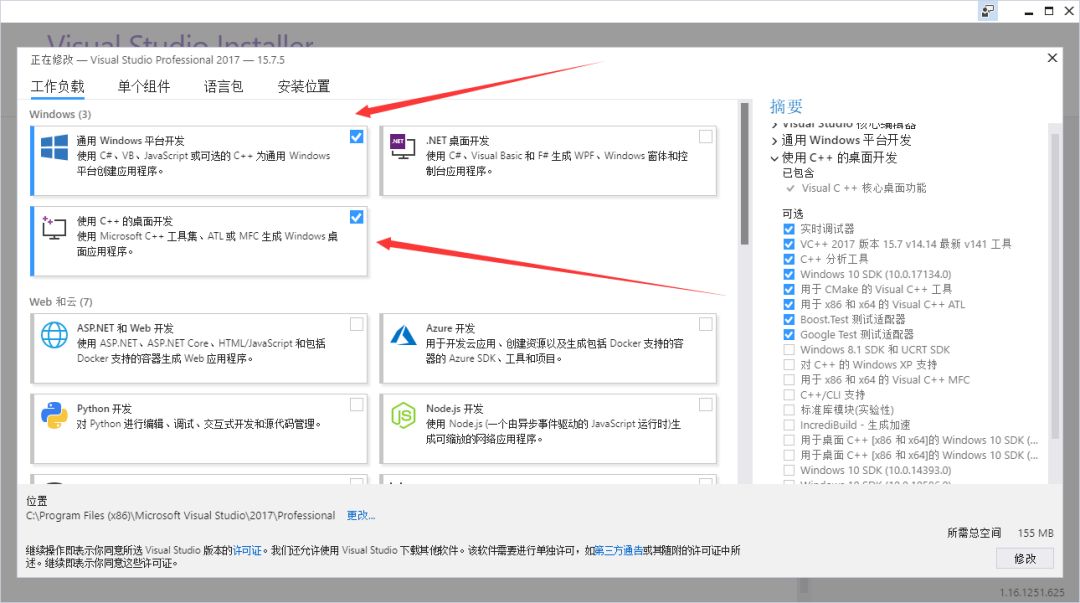 Visual Studio Installer
正在修改 — Visual Studio Professional 2017 — 15.7.5
工作负载 单个组件 语言包 安装位置
Windows (3)
通用 Windows 平台开发
使用 C#、VB、JavaScript 或可选的 C++ 为通用 Windows
平台创建应用程序。
.NET
.NET 桌面开发
使用 C#、Visual Basic 和 F# 生成 WPF、Windows 窗体和控
制台应用程序。
使用 C++ 的桌面开发
使用 Microsoft C++ 工具集、ATL 或 MFC 生成 Windows 桌
面应用程序。
Web 和云 (7)
ASP.NET 和 Web 开发
使用 ASP.NET、ASP.NET Core、HTML/JavaScript 和包括
Docker 支持的容器生成 Web 应用程序。
Azure 开发
用于开发云应用、创建资源以及生成包括 Docker 支持的容
器的 Azure SDK、工具和项目。
Python 开发
对 Python 进行编辑、调试、交互式开发和源代码管理。
Node.js 开发
使用 Node.js (一个由异步事件驱动的 JavaScript 运行时)生
成可缩放的网络应用程序。
摘要
Visual Studio 核心编辑器
通用 Windows 平台开发
使用 C++ 的桌面开发
已包含
Visual C ++ 核心桌面功能
可选
实时调试器
VC++ 2017 版本 15.7 v14.14 最新 v141 工具
C++ 分析工具
Windows 10 SDK (10.0.17134.0)
用于 CMake 的 Visual C++ 工具
用于 x86 和 x64 的 Visual C++ ATL
Boost.Test 测试适配器
Google Test 测试适配器
Windows 8.1 SDK 和 UCRT SDK
对 C++ 的 Windows XP 支持
用于 x86 和 x64 的 Visual C++ MFC
C++/CLI 支持
标准库模块(实验性)
IncrediBuild - 生成加速
用于桌面 C++ [x86 和 x64]的 Windows 10 SDK (...
用于桌面 C++ [x86 和 x64]的 Windows 10 SDK (...
Windows 10 SDK (10.0.14393.0)
位置
C:\Program Files (x86)\Microsoft Visual Studio\2017\Professional 更改...
继续操作即表示你同意所选 Visual Studio 版本的许可证。我们还允许使用 Visual Studio 下载其他软件。该软件需要进行单独许可，如第三方通告或其随附的许可证中所
述。继续即表示你同意这些许可证。
所需总空间 155 MB
修改
1.16.1251.625